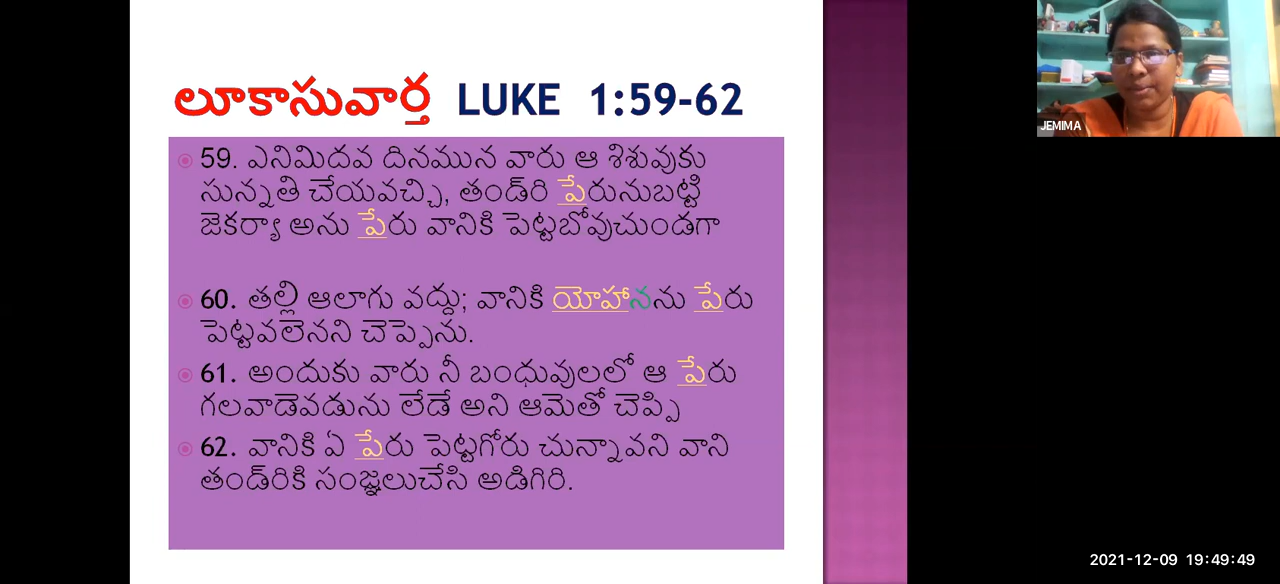 లూకాసువార్త LUKE 1:59-62
59. ఎనిమిదవ దినమున వారు ఆ శిశువుకు
సున్నతి చేయవచ్చి, తండ్‌రి పేరునుబట్టి
జెకర్యా అను పేరు వానికి పెట్టబోవుచుండగా
60. తల్లి ఆలాగు వద్దు; వానికి యోహానను పేరు
పెట్టవలెనని చెప్పెను.
61. అందుకు వారు నీ బంధువులలో ఆ పేరు
గలవాడెవడును లేడే అని ఆమెతో చెప్పి
62. వానికి ఏ పేరు పెట్టగోరు చున్నావని వాని
తండ్‌రికి సంజ్ఞలుచేసి అడిగిరి.
JEMIMA
2021-12-09 19:49:49